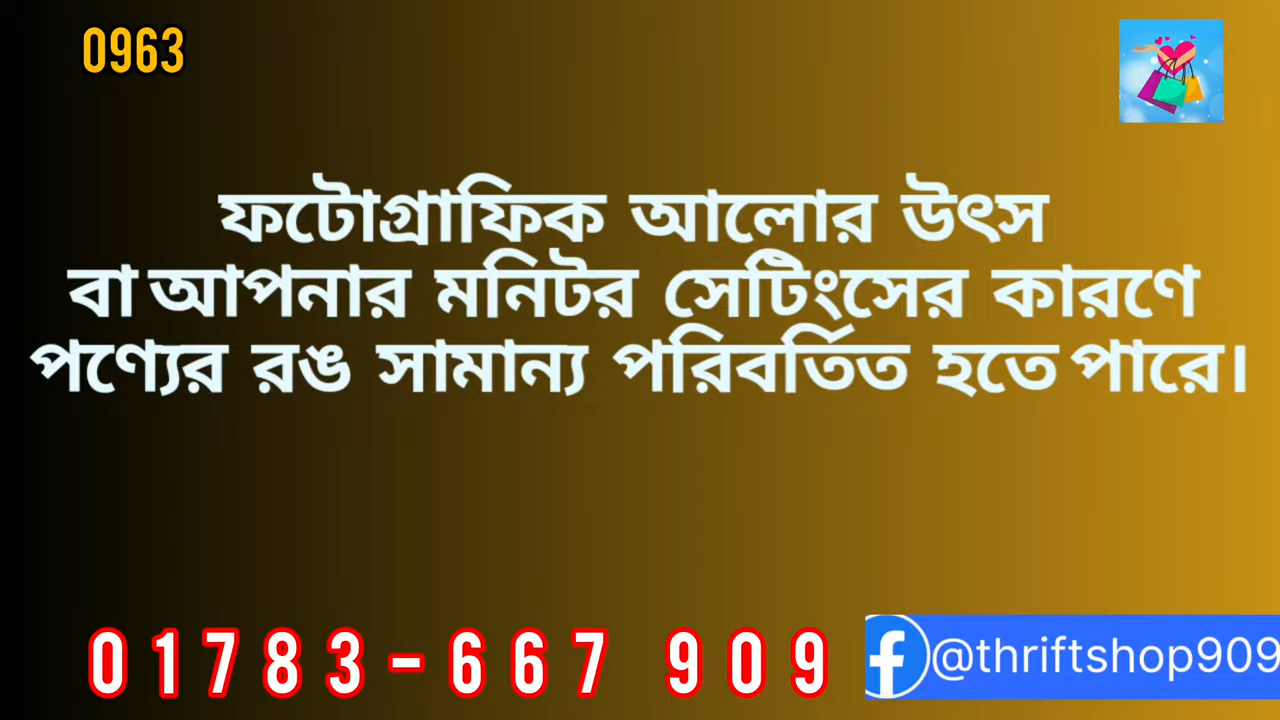 0963
ফটোগ্রাফিক আলোর উৎস
বা আপনার মনিটর সেটিংসের কারণে
পণ্যের রঙ সামান্য পরিবর্তিত হতে পারে।
01783-667 909
@thriftshop909